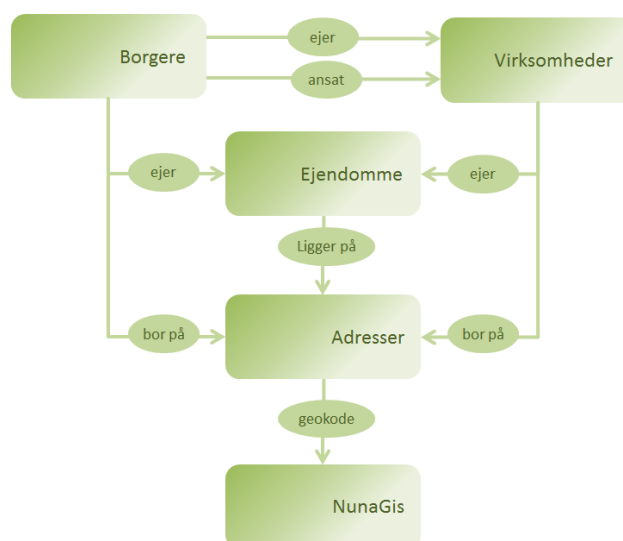 ejer
Borgere
Virksomheder
ansat
ejer
Ejendomme
ejer
Ligger på
bor på
Adresser
bor på
geokode
NunaGis